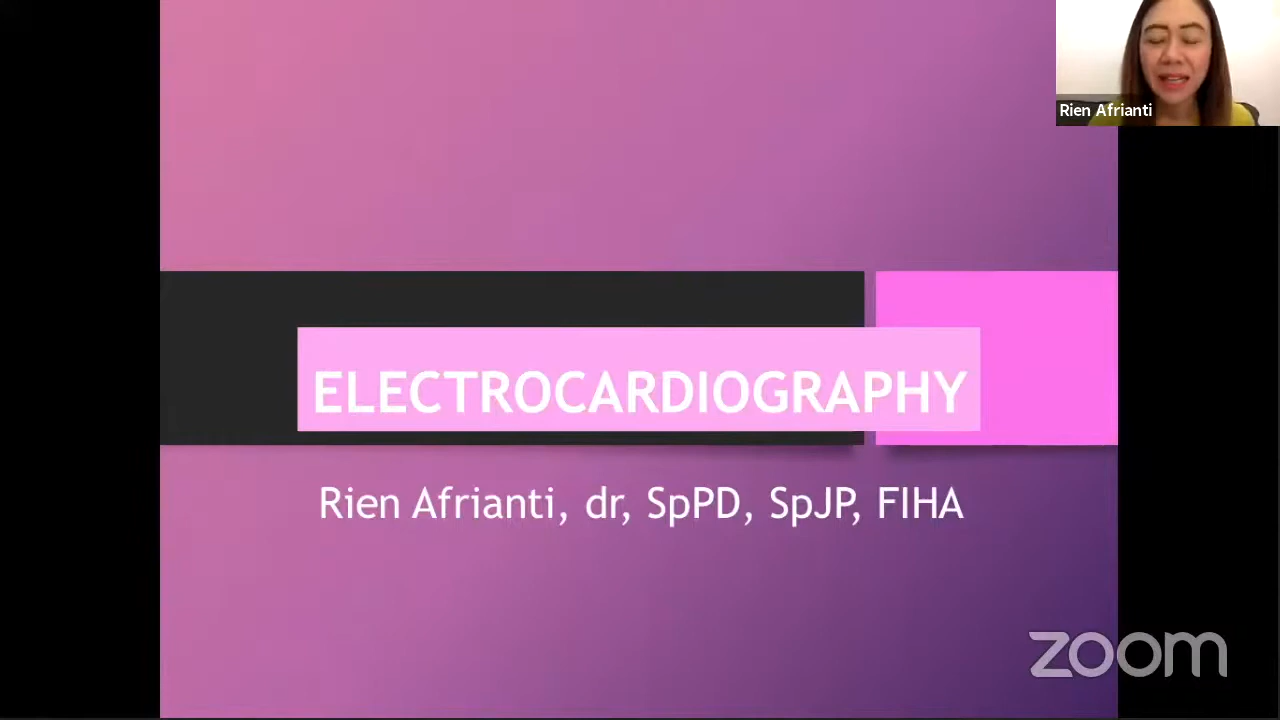 Rien Afrianti
ELECTROCARDIOGRAPHY
Rien Afrianti, dr, SpPD, SpJP, FIHA
zoom